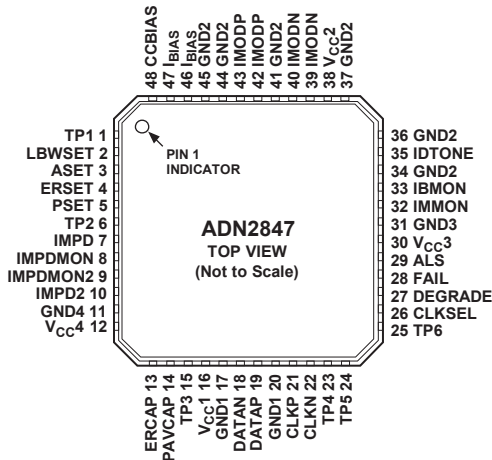 48 CCBIAS
47 IBIAS
46 IBIAS
45 GND2
44 GND2
43 IMODP
42 IMODP
41 GND2
40 IMODN
39 IMODN
38 VCC2
37 GND2
TP1 1
LBWSET 2
ASET 3
ERSET 4
PSET 5
TP2 6
IMPD 7
IMPDMON 8
IMPDMON2 9
IMPD2 10
GND4 11
VCC4 12
PIN 1
INDICATOR
ADN2847
TOP VIEW
(Not to Scale)
36 GND2
35 IDTONE
34 GND2
33 IBMON
32 IMMON
31 GND3
30 VCC3
29 ALS
28 FAIL
27 DEGRADE
26 CLKSEL
25 TP6
ERCAP 13
PAVCAP 14
TP3 15
VCC1 16
GND1 17
DATAN 18
DATAP 19
GND1 20
CLKP 21
CLKN 22
TP4 23
TP5 24